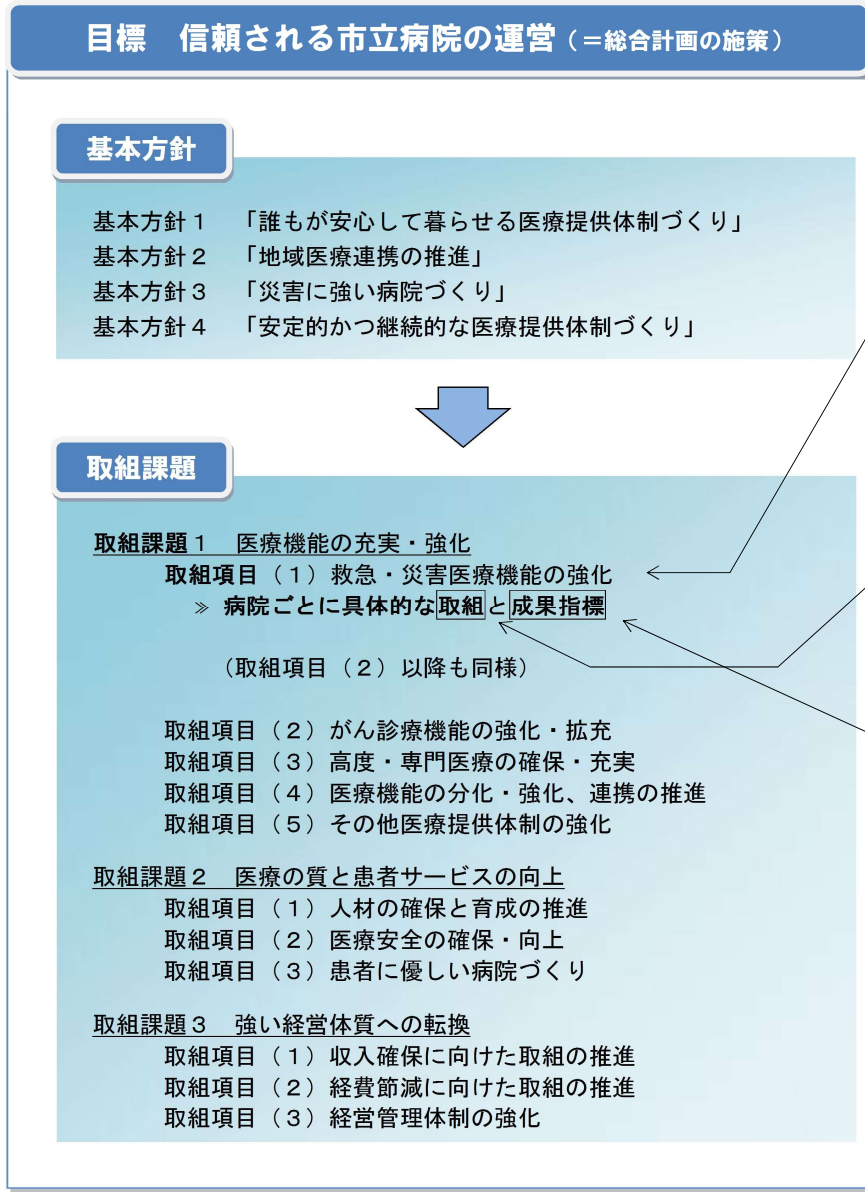 目標　信頼される市立病院の運営（＝総合計画の施策）
基本方針
基本方針１　「誰もが安心して暮らせる医療提供体制づくり」
基本方針２　「地域医療連携の推進」
基本方針３　「災害に強い病院づくり」
基本方針４　「安定的かつ継続的な医療提供体制づくり」
取組課題
取組課題１　医療機能の充実・強化
取組項目（１）救急・災害医療機能の強化
≫ 病院ごとに具体的な取組と成果指標
（取組項目（２）以降も同様）
取組項目（２）がん診療機能の強化・拡充
取組項目（３）高度・専門医療の確保・充実
取組項目（４）医療機能の分化・強化、連携の推進
取組項目（５）その他医療提供体制の強化
取組課題２　医療の質と患者サービスの向上
取組項目（１）人材の確保と育成の推進
取組項目（２）医療安全の確保・向上
取組項目（３）患者に優しい病院づくり
取組課題３　強い経営体質への転換
取組項目（１）収入確保に向けた取組の推進
取組項目（２）経費節減に向けた取組の推進
取組項目（３）経営管理体制の強化